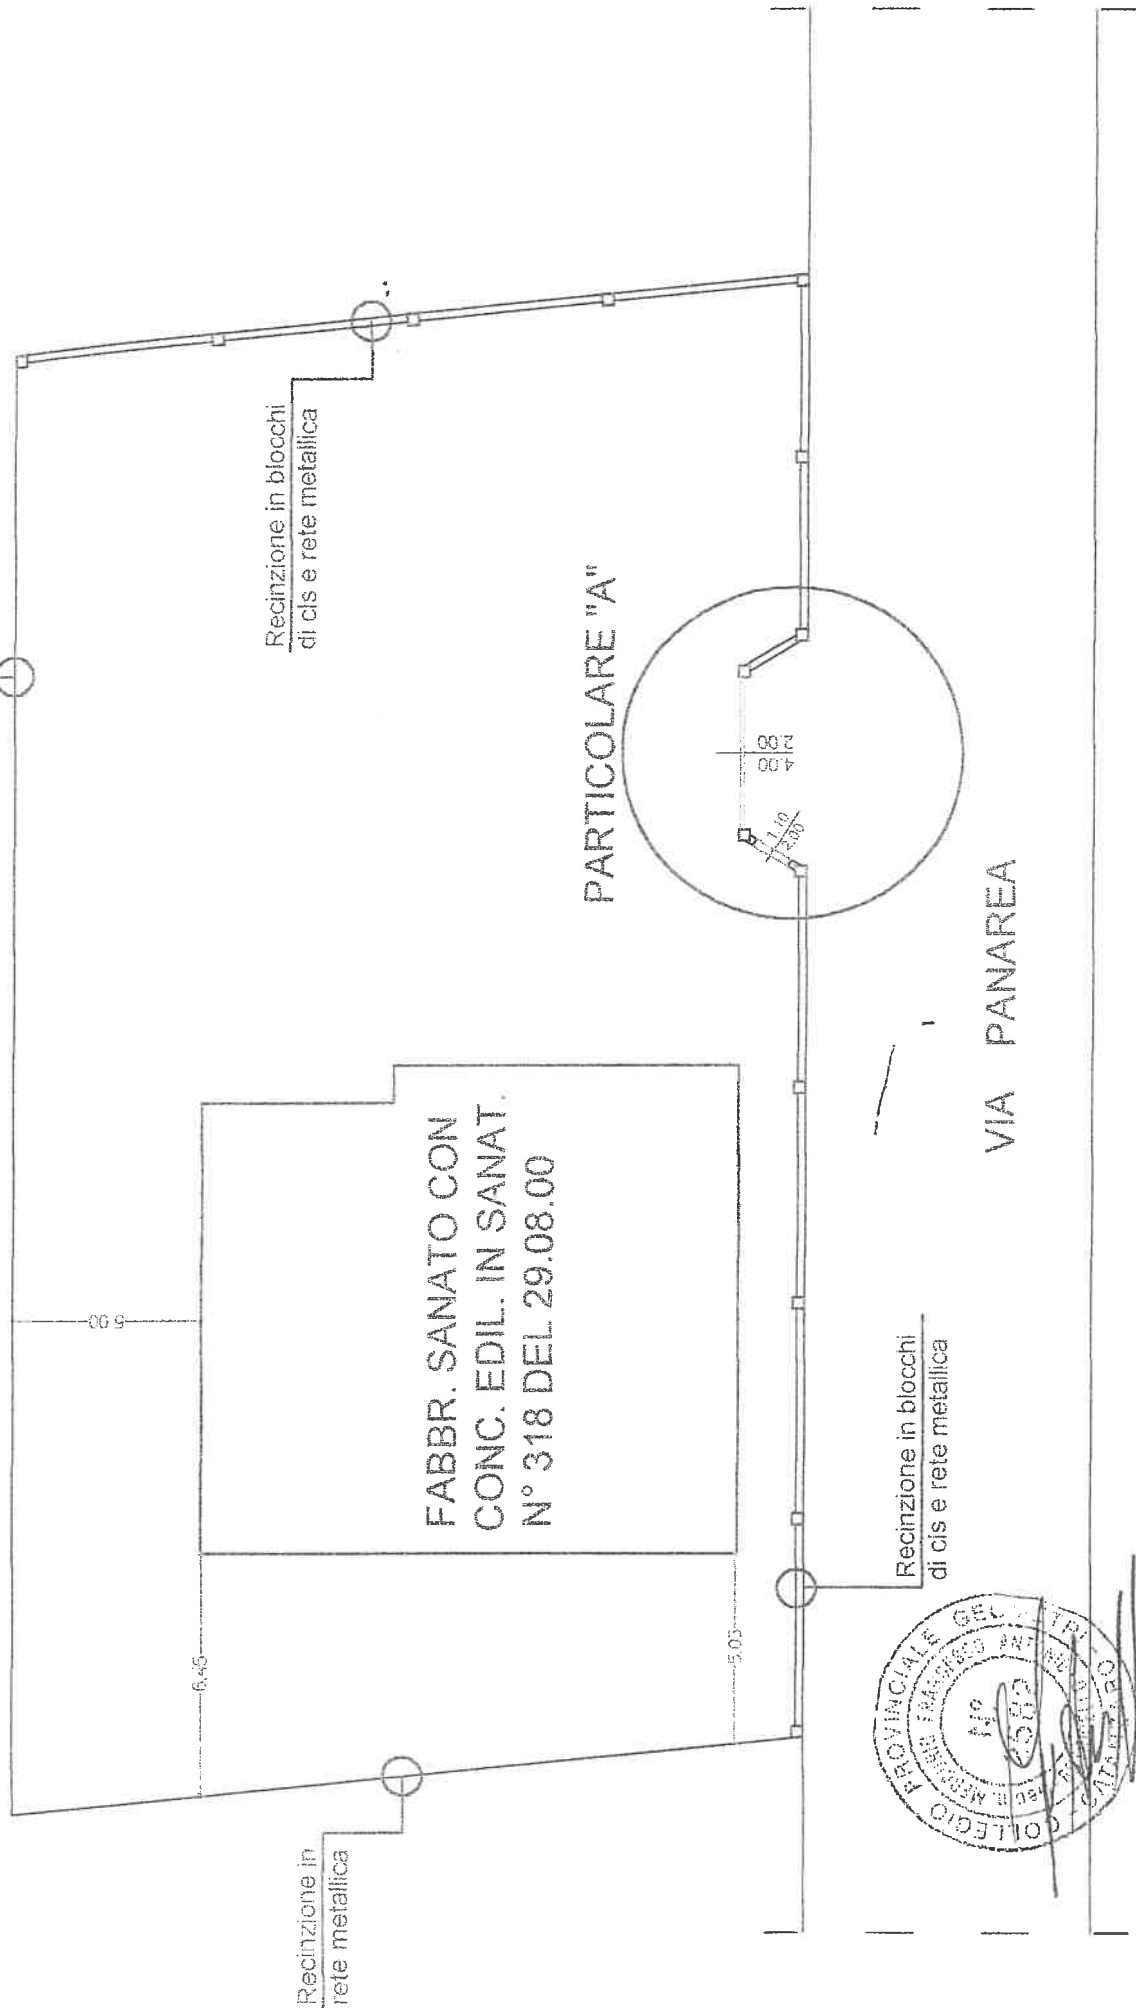 Recinzione in
rete metallica
6.45
5.00
5.03
FABBR. SANATO CON
CONC. EDIL. IN SANAT.
N° 318 DEL 29.08.00
Recinzione in blocchi
di cls e rete metallica
PARTICOLARE "A"
1.10
2.00
4.00
2.00
Recinzione in blocchi
di cls e rete metallica
VIA PANAREA
COLLEGIO PROVINCIALE
FRANCESCO
N°